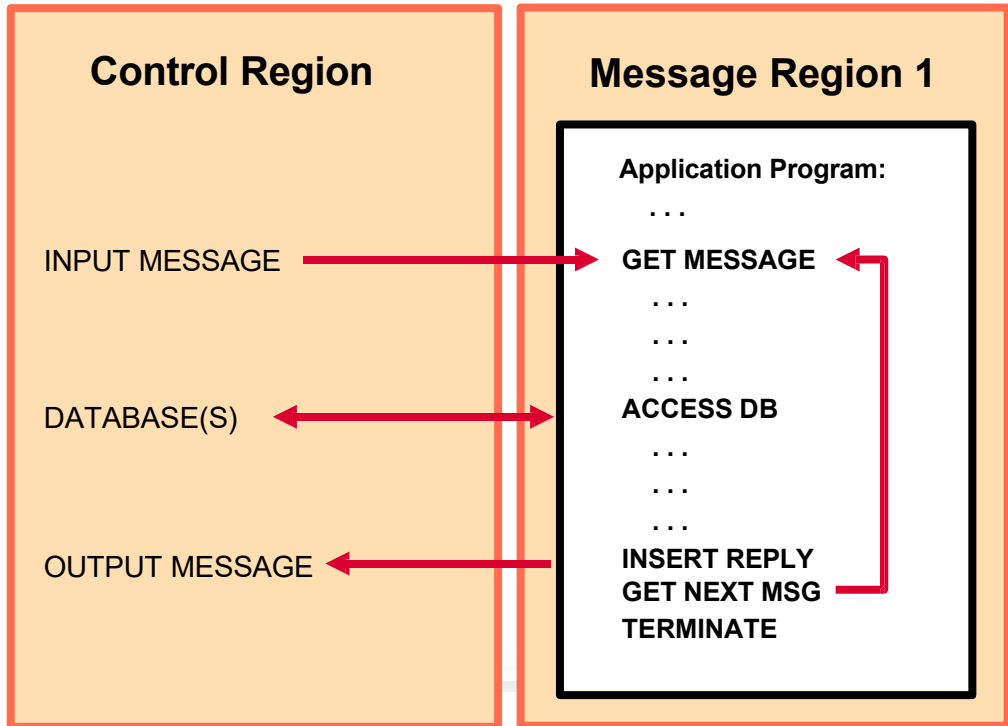 Control Region
INPUT MESSAGE
DATABASE(S)
OUTPUT MESSAGE
Message Region 1
Application Program:
. . .
GET MESSAGE
. . .
. . .
. . .
ACCESS DB
. . .
. . .
. . .
INSERT REPLY
GET NEXT MSG
TERMINATE